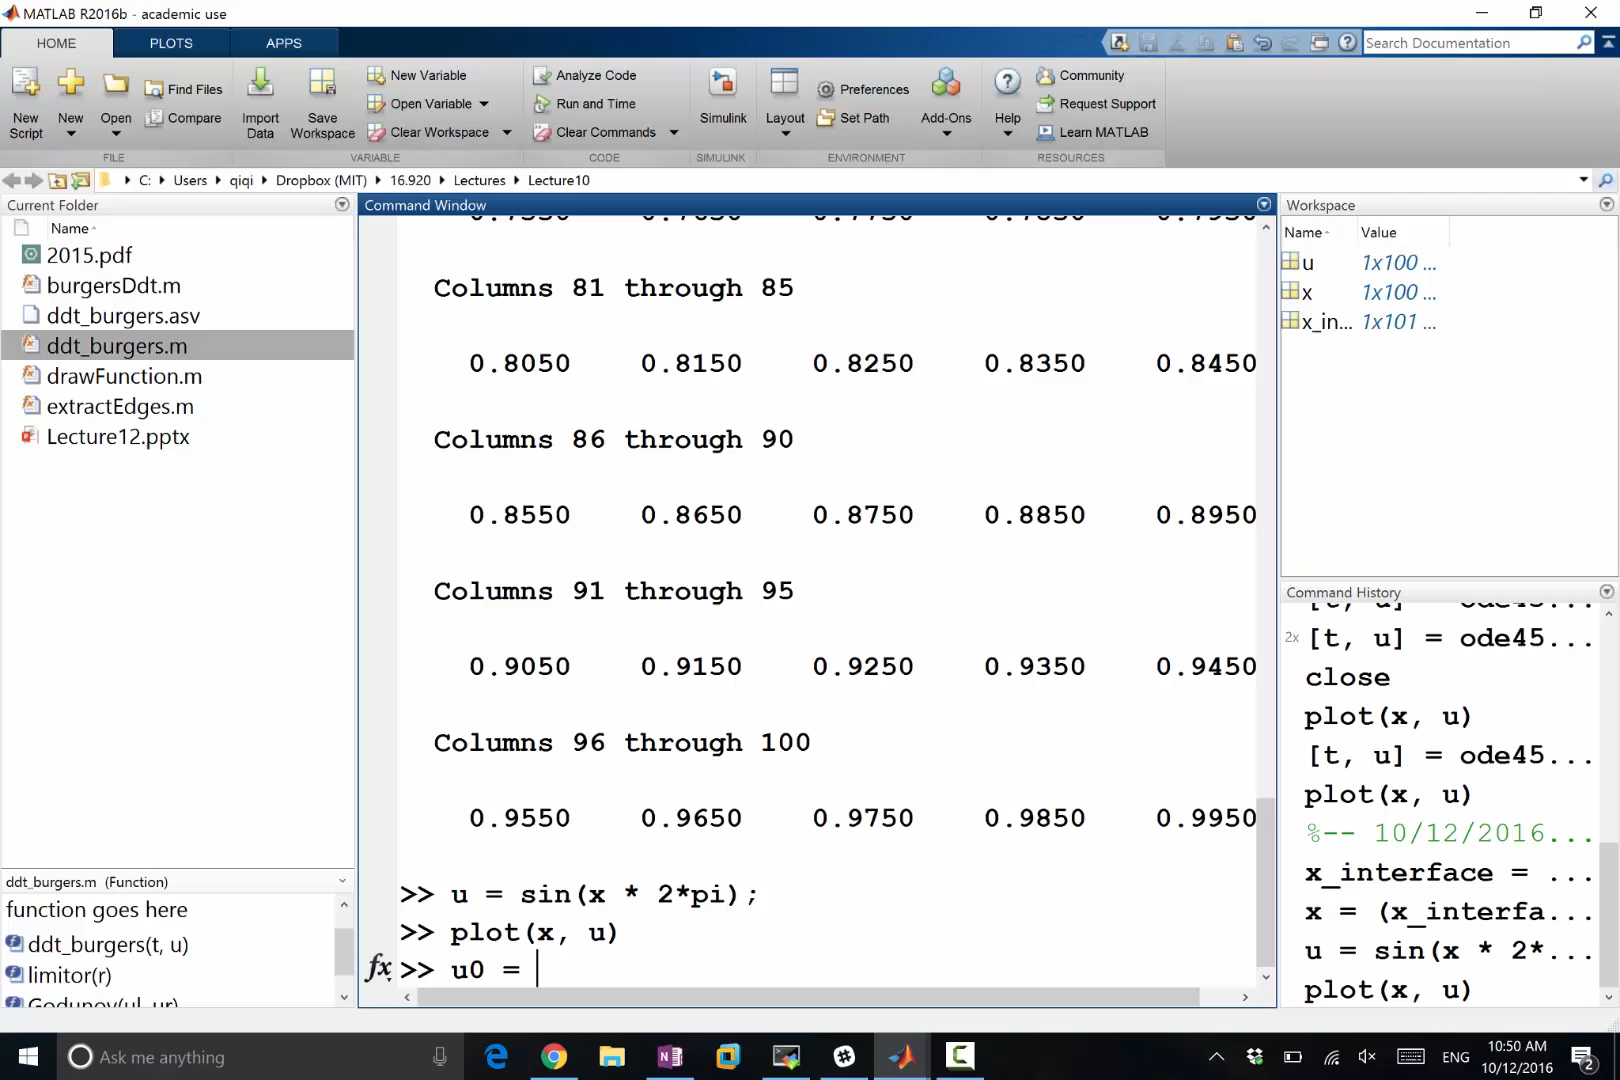 MATLAB R2016b - academic use
HOME PLOTS APPS
Search Documentation
New Script
New
Open
Find Files
Compare
FILE
Import Data
Save Workspace
New Variable
Open Variable
Clear Workspace
VARIABLE
Analyze Code
Run and Time
Clear Commands
CODE
Simulink
SIMULINK
Layout
Preferences
Set Path
Add-Ons
ENVIRONMENT
Help
Community
Request Support
Learn MATLAB
RESOURCES
C: Users qiqi Dropbox (MIT) 16.920 Lectures Lecture10
Current Folder
Name
2015.pdf
burgersDdt.m
ddt_burgers.asv
ddt_burgers.m
drawFunction.m
extractEdges.m
Lecture12.pptx
ddt_burgers.m (Function)
function goes here
ddt_burgers(t, u)
limitor(r)
Godunov(ul, ur)
Command Window
Columns 81 through 85
0.8050 0.8150 0.8250 0.8350 0.8450
Columns 86 through 90
0.8550 0.8650 0.8750 0.8850 0.8950
Columns 91 through 95
0.9050 0.9150 0.9250 0.9350 0.9450
Columns 96 through 100
0.9550 0.9650 0.9750 0.9850 0.9950
>> u = sin(x * 2*pi);
>> plot(x, u)
fx >> u0 =
Workspace
Name Value
u 1x100 ...
x 1x100 ...
x_in... 1x101 ...
Command History
[t, u] = ode45...
2x [t, u] = ode45...
close
plot(x, u)
[t, u] = ode45...
plot(x, u)
%-- 10/12/2016...
x_interface = ...
x = (x_interfa...
u = sin(x * 2*...
plot(x, u)
Ask me anything
ENG
10:50 AM
10/12/2016
2